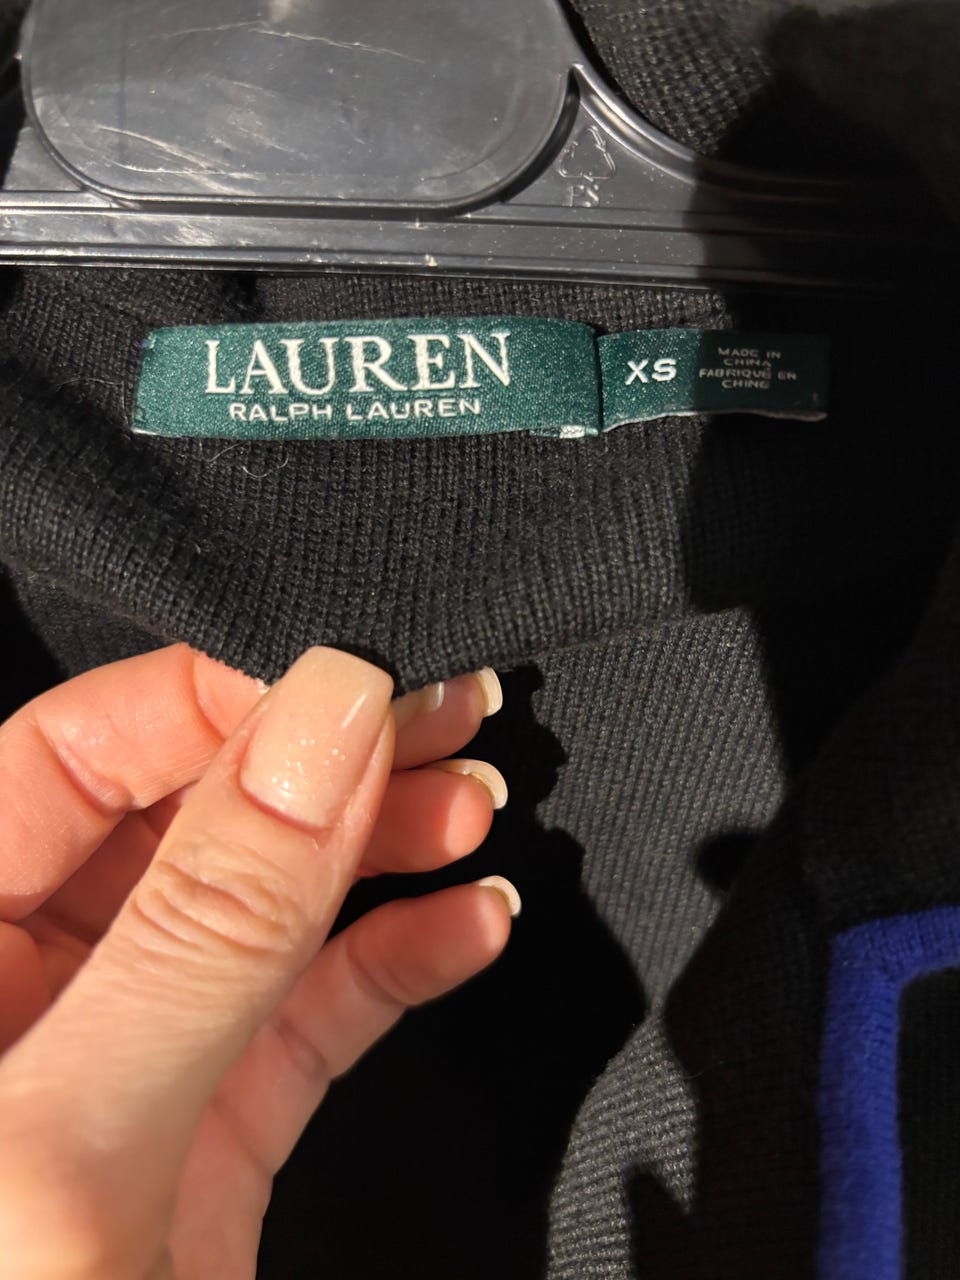 LAUREN
RALPH LAUREN
XS
MADE IN
CHINA
FABRIQUÉ EN
CHINE